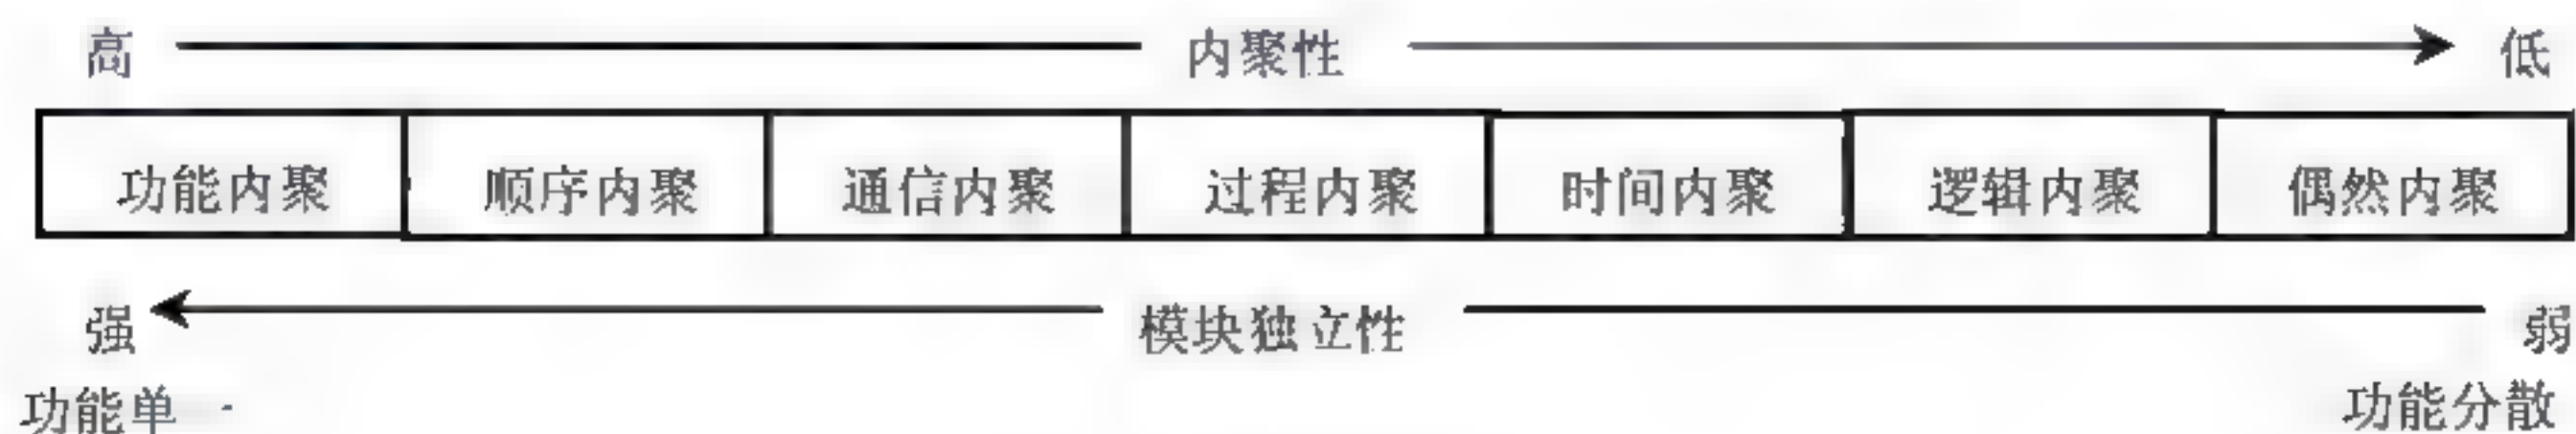 高 内聚性 低
功能内聚 顺序内聚 通信内聚 过程内聚 时间内聚 逻辑内聚 偶然内聚
强 模块独立性 弱
功能单 功能分散